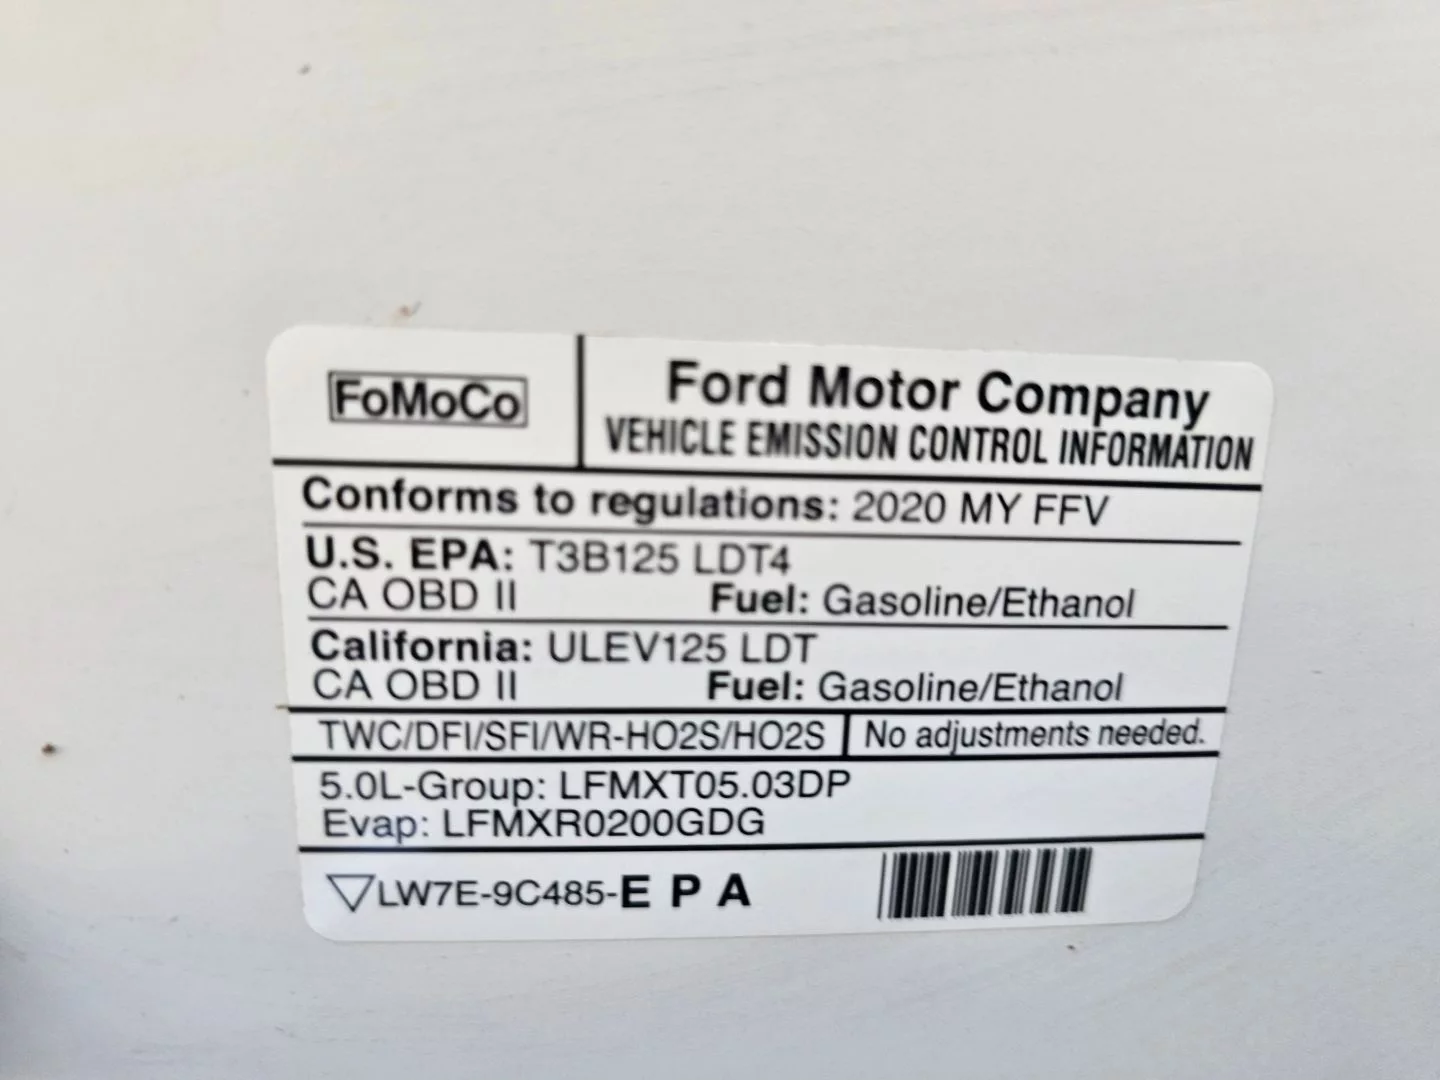 FoMoCo
Ford Motor Company
VEHICLE EMISSION CONTROL INFORMATION
Conforms to regulations: 2020 MY FFV
U.S. EPA: T3B125 LDT4
CA OBD II Fuel: Gasoline/Ethanol
California: ULEV125 LDT
CA OBD II Fuel: Gasoline/Ethanol
TWC/DFI/SFI/WR-HO2S/HO2S No adjustments needed.
5.0L-Group: LFMXT05.03DP
Evap: LFMXR0200GDG
▽LW7E-9C485-E P A